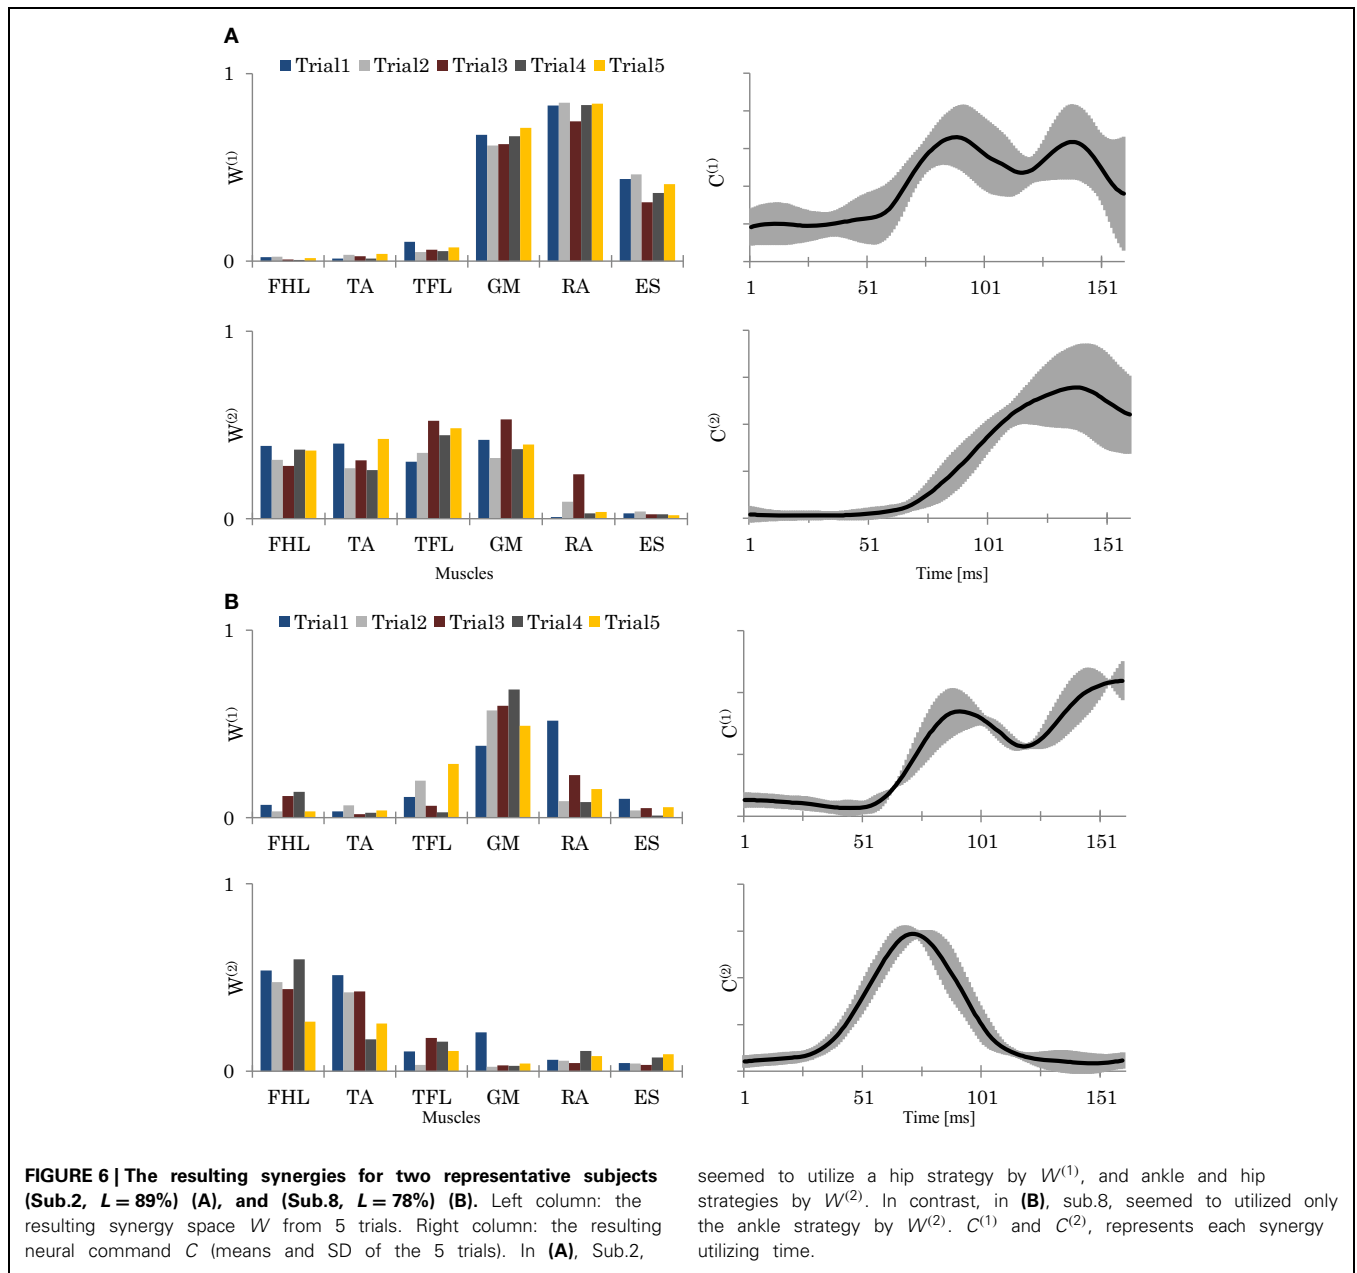 A
Trial1 Trial2 Trial3 Trial4 Trial5
1
W(1)
0
FHL TA TFL GM RA ES
C(1)
1 51 101 151
1
W(2)
0
FHL TA TFL GM RA ES
Muscles
C(2)
1 51 101 151
Time [ms]
B
Trial1 Trial2 Trial3 Trial4 Trial5
1
W(1)
0
FHL TA TFL GM RA ES
C(1)
1 51 101 151
1
W(2)
0
FHL TA TFL GM RA ES
Muscles
C(2)
1 51 101 151
Time [ms]
FIGURE 6 | The resulting synergies for two representative subjects
(Sub.2, L = 89%) (A), and (Sub.8, L = 78%) (B). Left column: the
resulting synergy space W from 5 trials. Right column: the resulting
neural command C (means and SD of the 5 trials). In (A), Sub.2,
seemed to utilize a hip strategy by W(1), and ankle and hip
strategies by W(2). In contrast, in (B), sub.8, seemed to utilized only
the ankle strategy by W(2). C(1) and C(2), represents each synergy
utilizing time.